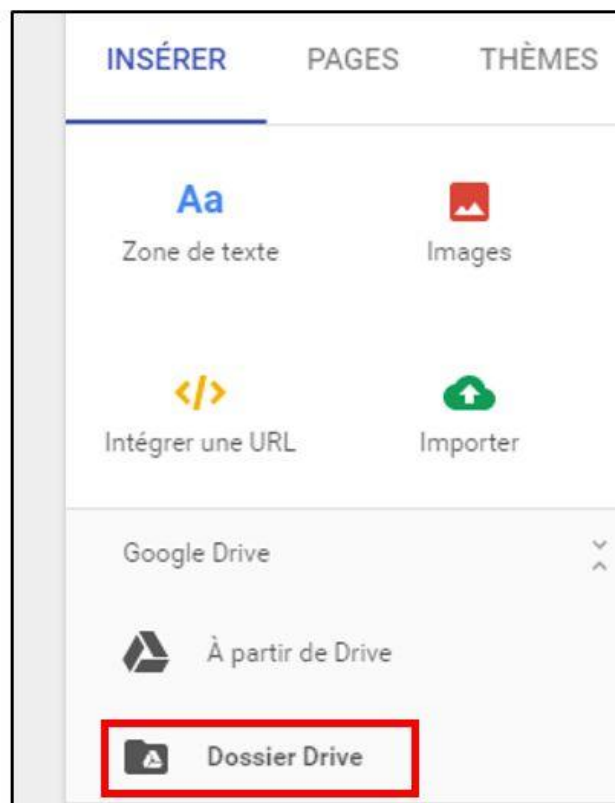 INSÉRER PAGES THÈMES
Aa
Zone de texte Images
</>
Intégrer une URL Importer
Google Drive
À partir de Drive
Dossier Drive